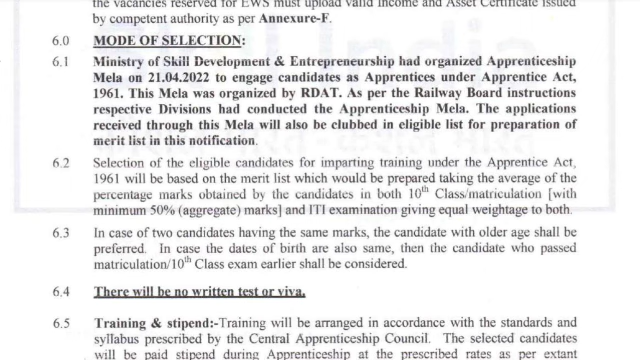 the vacancies reserved for EWS must upload valid Income and Asset Certificate issued
by competent authority as per Annexure-F.
6.0 MODE OF SELECTION:
6.1 Ministry of Skill Development & Entrepreneurship had organized Apprenticeship
Mela on 21.04.2022 to engage candidates as Apprentices under Apprentice Act,
1961. This Mela was organized by RDAT. As per the Railway Board instructions
respective Divisions had conducted the Apprenticeship Mela. The applications
received through this Mela will also be clubbed in eligible list for preparation of
merit list in this notification.
6.2 Selection of the eligible candidates for imparting training under the Apprentice Act,
1961 will be based on the merit list which would be prepared taking the average of the
percentage marks obtained by the candidates in both 10th Class/matriculation [with
minimum 50% (aggregate) marks] and ITI examination giving equal weightage to both.
6.3 In case of two candidates having the same marks, the candidate with older age shall be
preferred. In case the dates of birth are also same, then the candidate who passed
matriculation/10th Class exam earlier shall be considered.
6.4 There will be no written test or viva.
6.5 Training & stipend:-Training will be arranged in accordance with the standards and
syllabus prescribed by the Central Apprenticeship Council. The selected candidates
will be paid stipend during Apprenticeship at the prescribed rates as per extant